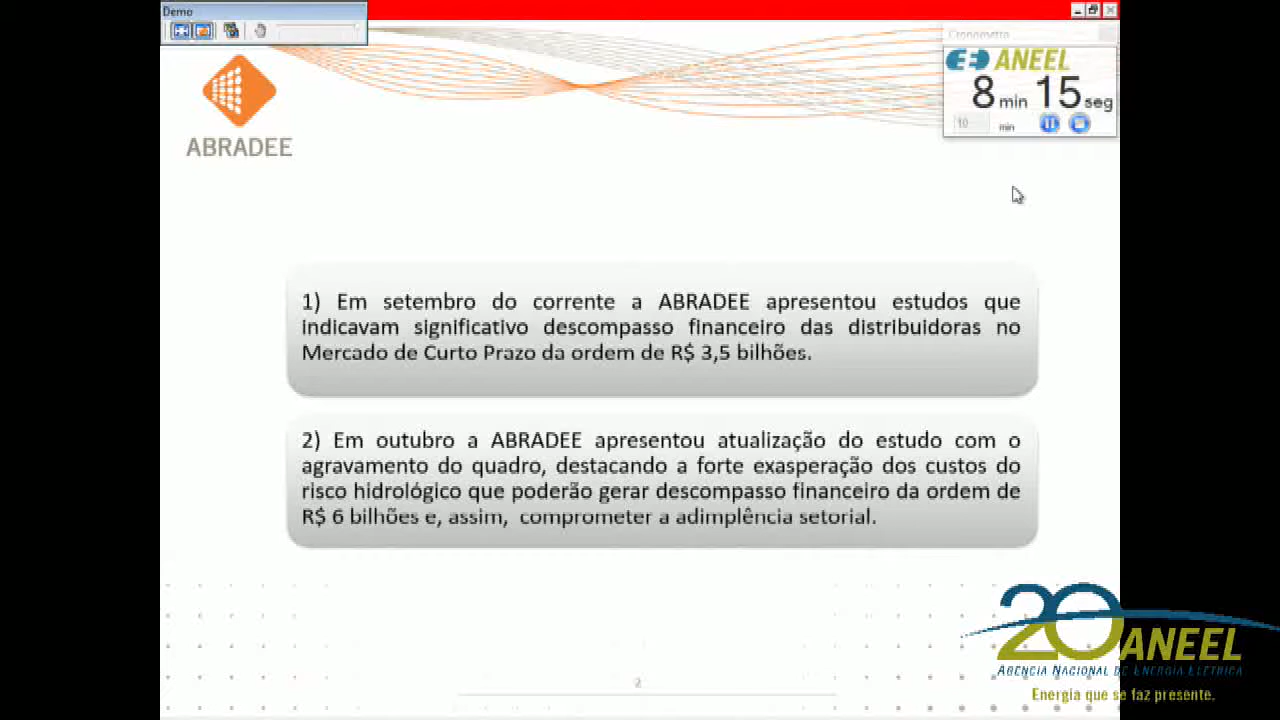 Demo
Cronometro
ANEEL
8 min 15 seg
10 min
ABRADEE
1) Em setembro do corrente a ABRADEE apresentou estudos que
indicavam significativo descompasso financeiro das distribuidoras no
Mercado de Curto Prazo da ordem de R$ 3,5 bilhões.
2) Em outubro a ABRADEE apresentou atualização do estudo com o
agravamento do quadro, destacando a forte exasperação dos custos do
risco hidrológico que poderão gerar descompasso financeiro da ordem de
R$ 6 bilhões e, assim, comprometer a adimplência setorial.
2
20 ANEEL
AGÊNCIA NACIONAL DE ENERGIA ELÉTRICA
Energia que se faz presente.